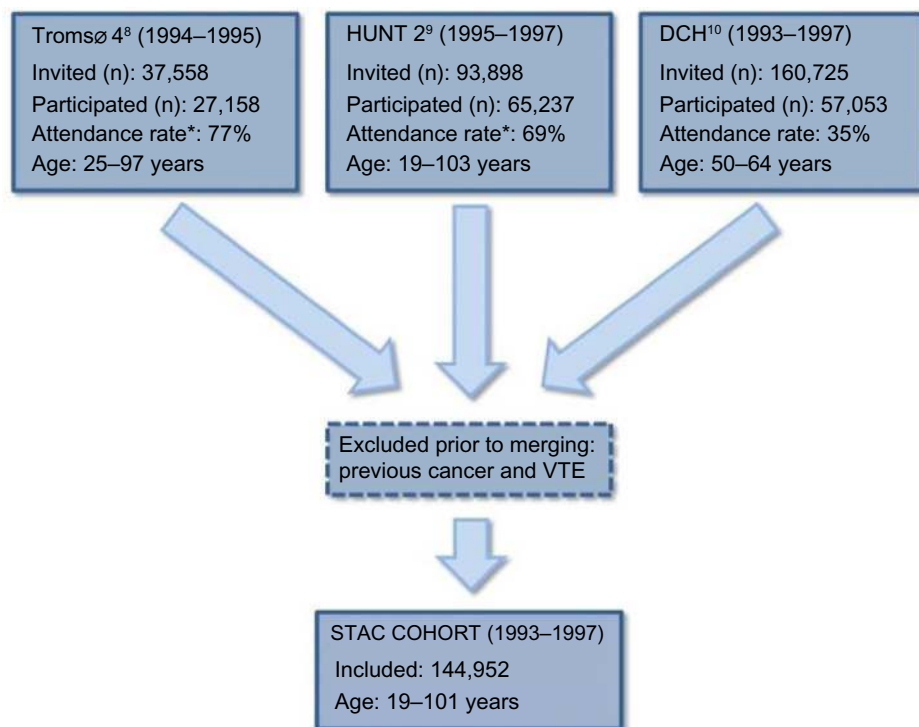 Tromsø 4⁸ (1994–1995)
Invited (n): 37,558
Participated (n): 27,158
Attendance rate*: 77%
Age: 25–97 years
HUNT 2⁹ (1995–1997)
Invited (n): 93,898
Participated (n): 65,237
Attendance rate*: 69%
Age: 19–103 years
DCH¹⁰ (1993–1997)
Invited (n): 160,725
Participated (n): 57,053
Attendance rate: 35%
Age: 50–64 years
Excluded prior to merging:
previous cancer and VTE
STAC COHORT (1993–1997)
Included: 144,952
Age: 19–101 years